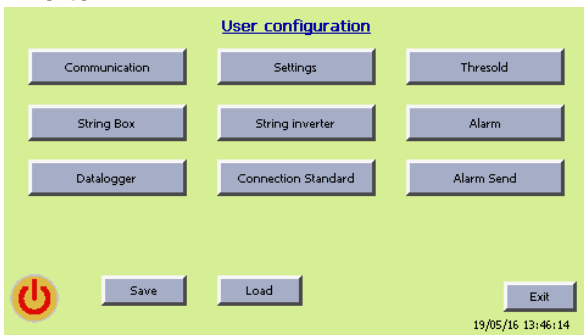 User configuration
Communication Settings Thresold
String Box String inverter Alarm
Datalogger Connection Standard Alarm Send
Save Load Exit
19/05/16 13:46:14